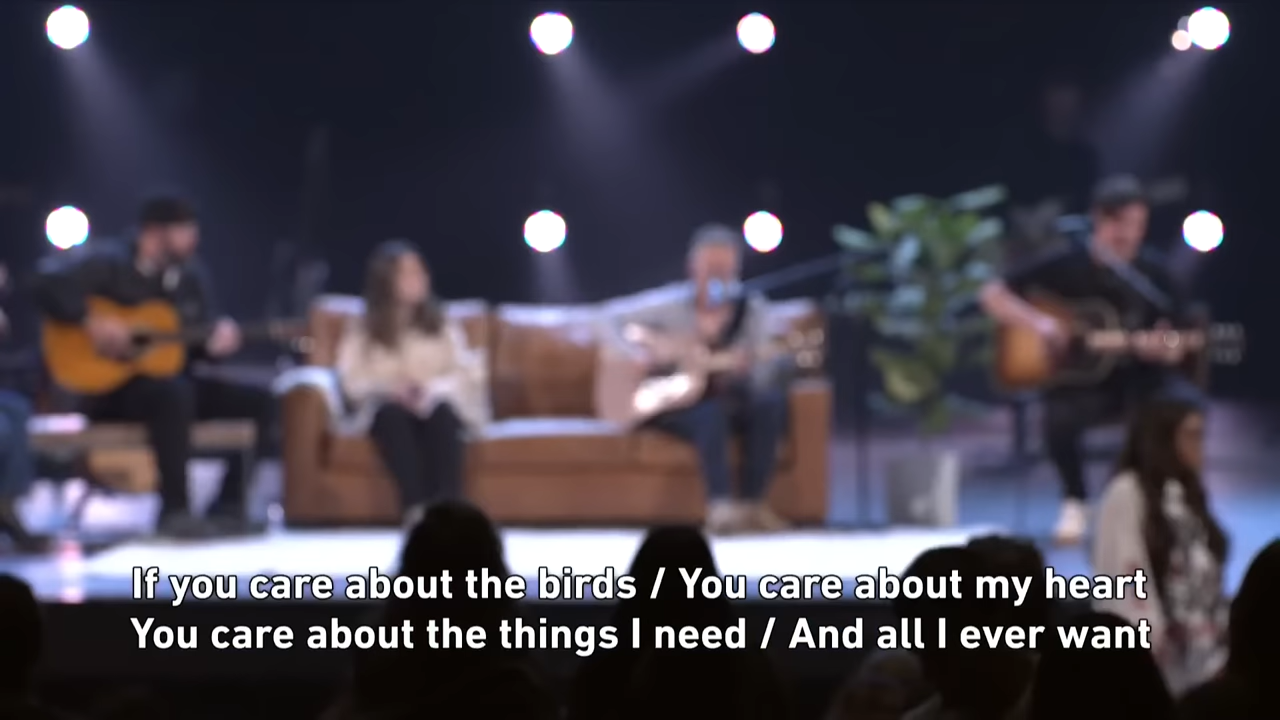 If you care about the birds / You care about my heart
You care about the things I need / And all I ever want